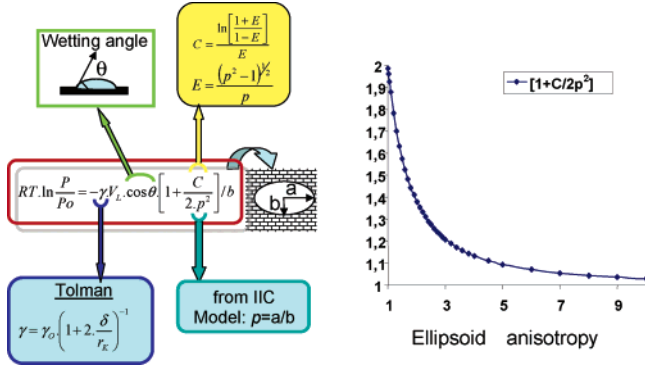 Wetting angle
θ
C = ln[(1 + E)/(1 − E)] / E
E = (p² − 1)^½ / p
RT.ln P/Po = −γ.V_L.cosθ.[1 + C/(2.p²)]/b
a
b
Tolman
γ = γ_O.(1 + 2.δ/r_K)^−1
from IIC
Model: p=a/b
[1+C/2p²]
2
1,9
1,8
1,7
1,6
1,5
1,4
1,3
1,2
1,1
1
1 3 5 7 9
Ellipsoid anisotropy